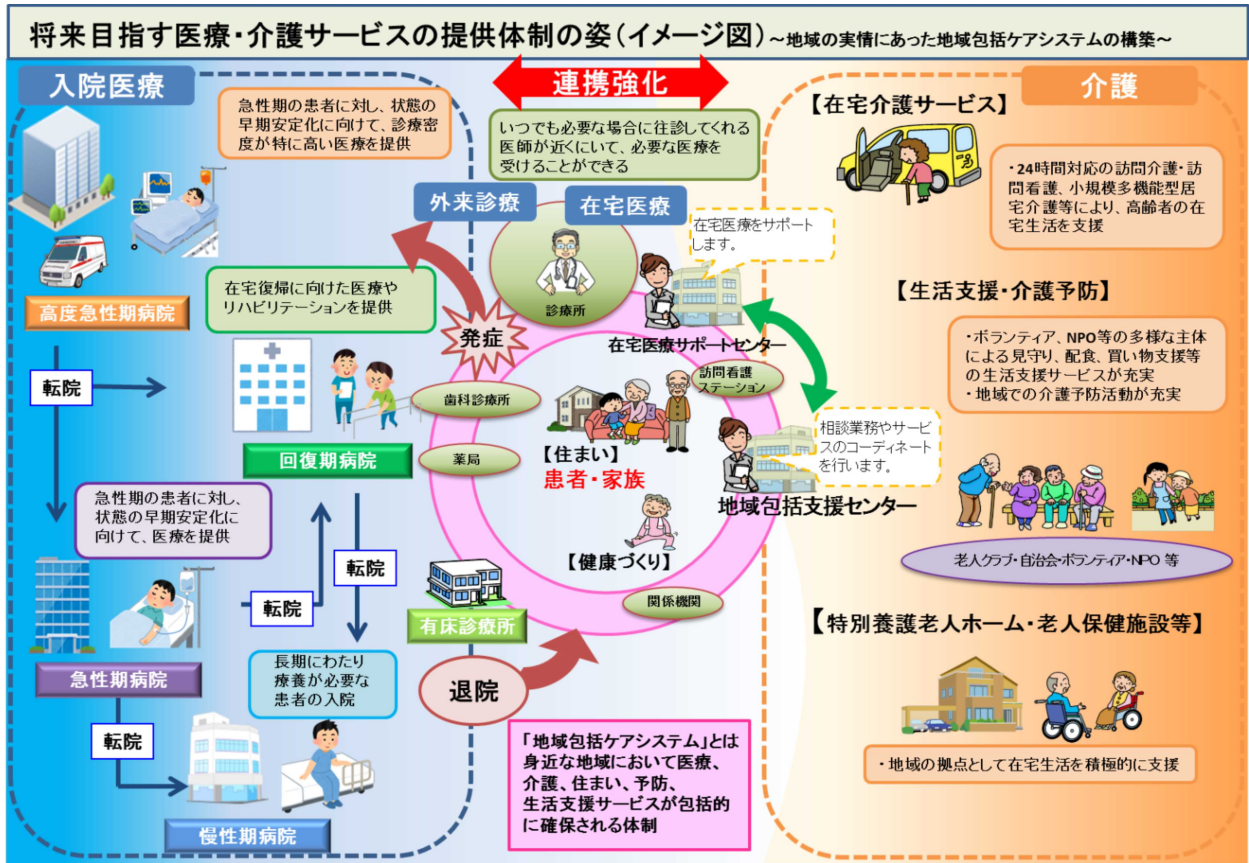 将来目指す医療・介護サービスの提供体制の姿(イメージ図)～地域の実情にあった地域包括ケアシステムの構築～
入院医療
急性期の患者に対し、状態の
早期安定化に向けて、診療密
度が特に高い医療を提供
高度急性期病院
転院
在宅復帰に向けた医療や
リハビリテーションを提供
回復期病院
急性期の患者に対し、
状態の早期安定化に
向けて、医療を提供
転院
転院
急性期病院
長期にわたり
療養が必要な
患者の入院
転院
慢性期病院
連携強化
いつでも必要な場合に往診してくれる
医師が近くにいて、必要な医療を
受けることができる
外来診療
在宅医療
診療所
在宅医療をサポート
します。
在宅医療サポートセンター
発症
歯科診療所
薬局
訪問看護
ステーション
【住まい】
患者・家族
相談業務やサービ
スのコーディネート
を行います。
地域包括支援センター
【健康づくり】
関係機関
有床診療所
退院
「地域包括ケアシステム」とは
身近な地域において医療、
介護、住まい、予防、
生活支援サービスが包括的
に確保される体制
介護
【在宅介護サービス】
・24時間対応の訪問介護・訪
問看護、小規模多機能型居
宅介護等により、高齢者の在
宅生活を支援
【生活支援・介護予防】
・ボランティア、NPO等の多様な主体
による見守り、配食、買い物支援等
の生活支援サービスが充実
・地域での介護予防活動が充実
老人クラブ・自治会・ボランティア・NPO 等
【特別養護老人ホーム・老人保健施設等】
・地域の拠点として在宅生活を積極的に支援